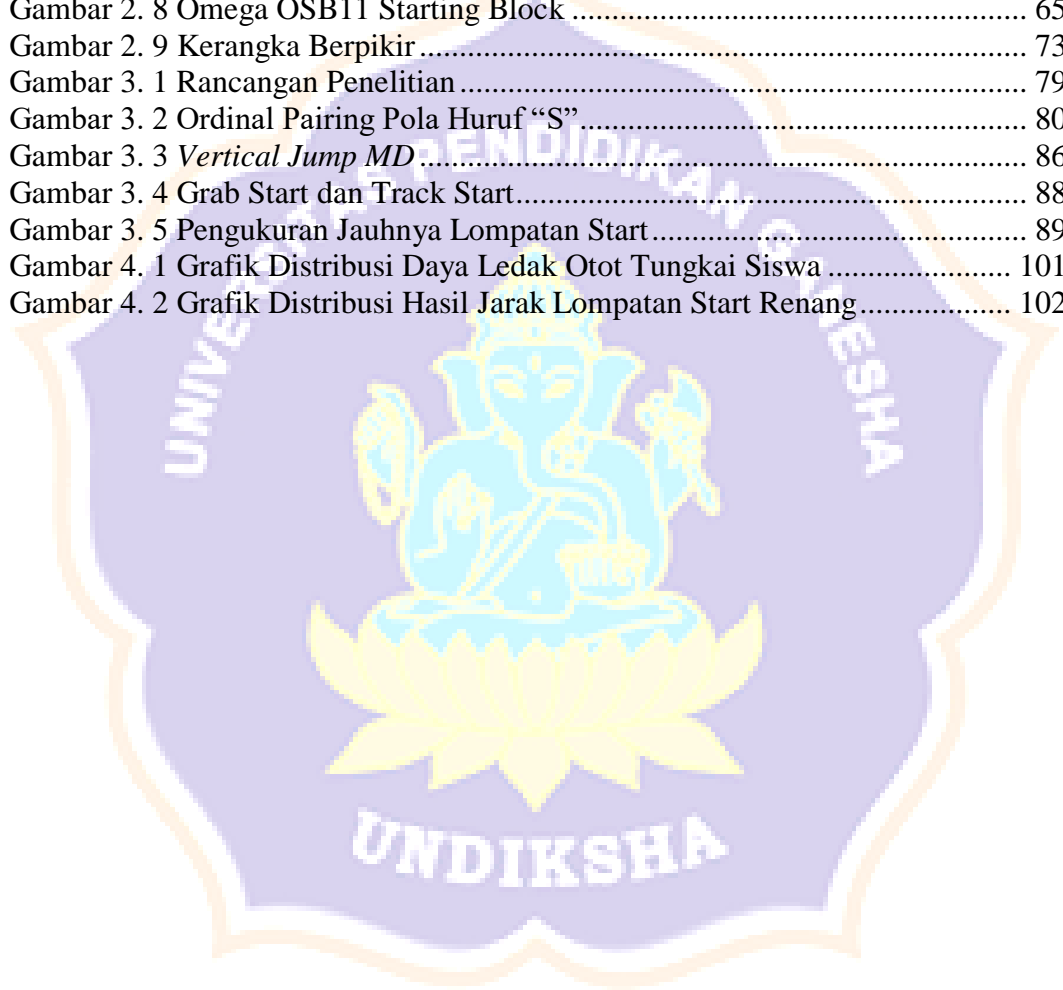 Gambar 2. 8 Omega OSB11 Starting Block ........................................................ 65
Gambar 2. 9 Kerangka Berpikir ........................................................................... 73
Gambar 3. 1 Rancangan Penelitian ...................................................................... 79
Gambar 3. 2 Ordinal Pairing Pola Huruf “S” ....................................................... 80
Gambar 3. 3 Vertical Jump MD ........................................................................... 86
Gambar 3. 4 Grab Start dan Track Start ............................................................... 88
Gambar 3. 5 Pengukuran Jauhnya Lompatan Start .............................................. 89
Gambar 4. 1 Grafik Distribusi Daya Ledak Otot Tungkai Siswa ....................... 101
Gambar 4. 2 Grafik Distribusi Hasil Jarak Lompatan Start Renang ................... 102
UNIVERSITAS PENDIDIKAN GANESHA
UNDIKSHA